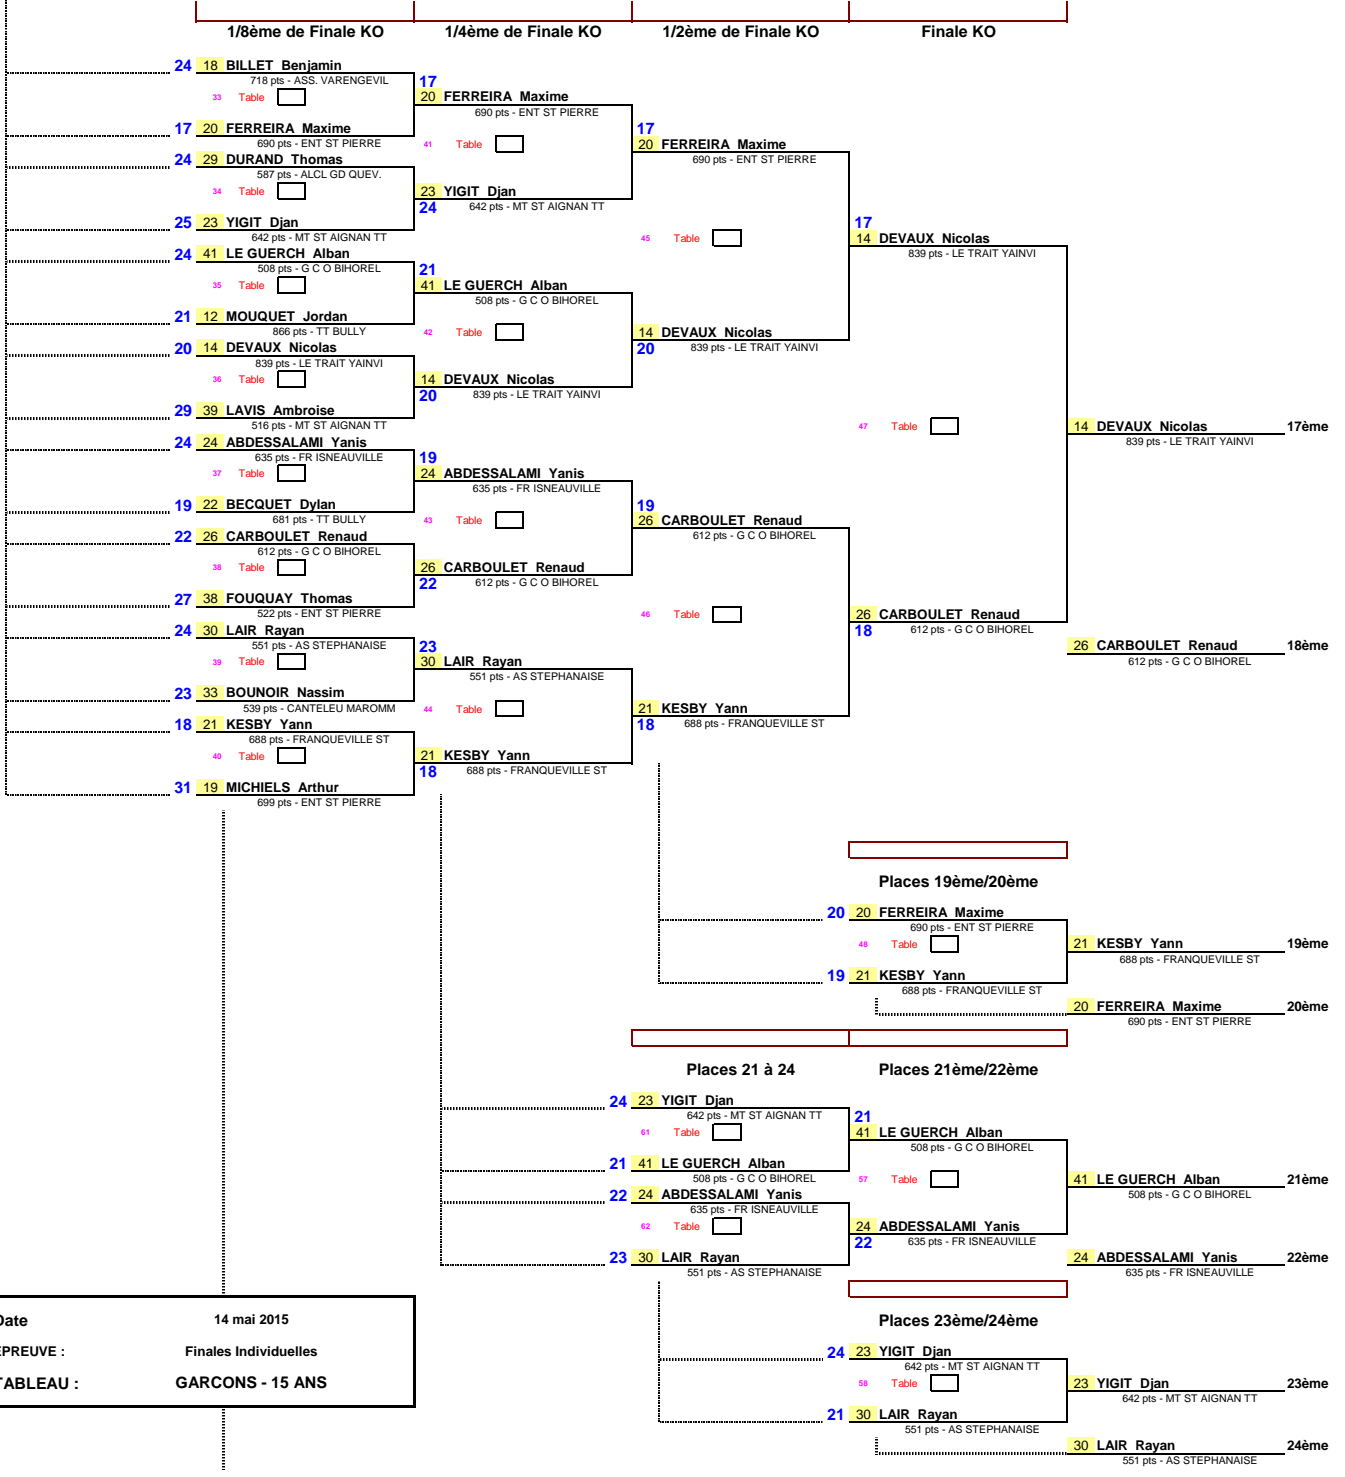 1/8ème de Finale KO 1/4ème de Finale KO 1/2ème de Finale KO Finale KO
24 18 BILLET Benjamin
718 pts - ASS. VARENGEVIL
33 Table
17 20 FERREIRA Maxime
690 pts - ENT ST PIERRE
24 29 DURAND Thomas
587 pts - ALCL GD QUEV.
34 Table
25 23 YIGIT Djan
642 pts - MT ST AIGNAN TT
24 41 LE GUERCH Alban
508 pts - G C O BIHOREL
35 Table
21 12 MOUQUET Jordan
866 pts - TT BULLY
20 14 DEVAUX Nicolas
839 pts - LE TRAIT YAINVI
36 Table
29 39 LAVIS Ambroise
516 pts - MT ST AIGNAN TT
24 24 ABDESSALAMI Yanis
635 pts - FR ISNEAUVILLE
37 Table
19 22 BECQUET Dylan
681 pts - TT BULLY
22 26 CARBOULET Renaud
612 pts - G C O BIHOREL
38 Table
27 38 FOUQUAY Thomas
522 pts - ENT ST PIERRE
24 30 LAIR Rayan
551 pts - AS STEPHANAISE
39 Table
23 33 BOUNOIR Nassim
539 pts - CANTELEU MAROMM
18 21 KESBY Yann
688 pts - FRANQUEVILLE ST
40 Table
31 19 MICHIELS Arthur
699 pts - ENT ST PIERRE
17
20 FERREIRA Maxime
690 pts - ENT ST PIERRE
41 Table
23 YIGIT Djan
24 642 pts - MT ST AIGNAN TT
21
41 LE GUERCH Alban
508 pts - G C O BIHOREL
42 Table
14 DEVAUX Nicolas
20 839 pts - LE TRAIT YAINVI
19
24 ABDESSALAMI Yanis
635 pts - FR ISNEAUVILLE
43 Table
26 CARBOULET Renaud
22 612 pts - G C O BIHOREL
23
30 LAIR Rayan
551 pts - AS STEPHANAISE
44 Table
21 KESBY Yann
18 688 pts - FRANQUEVILLE ST
17
20 FERREIRA Maxime
690 pts - ENT ST PIERRE
45 Table
14 DEVAUX Nicolas
20 839 pts - LE TRAIT YAINVI
19
26 CARBOULET Renaud
612 pts - G C O BIHOREL
46 Table
21 KESBY Yann
18 688 pts - FRANQUEVILLE ST
17
14 DEVAUX Nicolas
839 pts - LE TRAIT YAINVI
47 Table
26 CARBOULET Renaud
18 612 pts - G C O BIHOREL
14 DEVAUX Nicolas 17ème
839 pts - LE TRAIT YAINVI
26 CARBOULET Renaud 18ème
612 pts - G C O BIHOREL
Places 19ème/20ème
20 20 FERREIRA Maxime
690 pts - ENT ST PIERRE
48 Table
19 21 KESBY Yann
688 pts - FRANQUEVILLE ST
21 KESBY Yann 19ème
688 pts - FRANQUEVILLE ST
20 FERREIRA Maxime 20ème
690 pts - ENT ST PIERRE
Places 21 à 24 Places 21ème/22ème
24 23 YIGIT Djan
642 pts - MT ST AIGNAN TT
61 Table
21 41 LE GUERCH Alban
508 pts - G C O BIHOREL
22 24 ABDESSALAMI Yanis
635 pts - FR ISNEAUVILLE
62 Table
23 30 LAIR Rayan
551 pts - AS STEPHANAISE
21
41 LE GUERCH Alban
508 pts - G C O BIHOREL
57 Table
24 ABDESSALAMI Yanis
22 635 pts - FR ISNEAUVILLE
41 LE GUERCH Alban 21ème
508 pts - G C O BIHOREL
24 ABDESSALAMI Yanis 22ème
635 pts - FR ISNEAUVILLE
Places 23ème/24ème
24 23 YIGIT Djan
642 pts - MT ST AIGNAN TT
58 Table
21 30 LAIR Rayan
551 pts - AS STEPHANAISE
23 YIGIT Djan 23ème
642 pts - MT ST AIGNAN TT
30 LAIR Rayan 24ème
551 pts - AS STEPHANAISE
Date 14 mai 2015
EPREUVE : Finales Individuelles
TABLEAU : GARCONS - 15 ANS